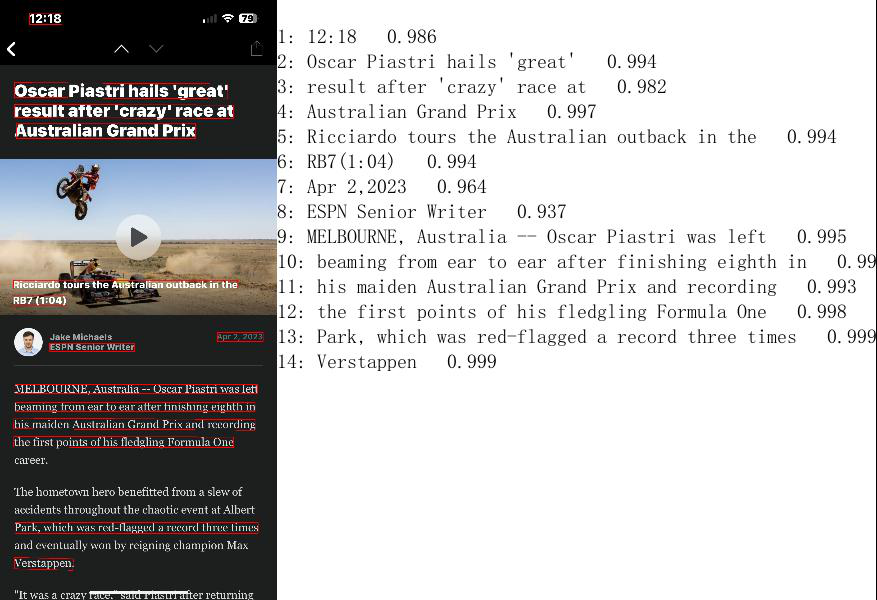 12:18
79
Oscar Piastri hails 'great'
result after 'crazy' race at
Australian Grand Prix
Ricciardo tours the Australian outback in the
RB7 (1:04)
Jake Michaels
Apr 2, 2023
ESPN Senior Writer
MELBOURNE, Australia -- Oscar Piastri was left
beaming from ear to ear after finishing eighth in
his maiden Australian Grand Prix and recording
the first points of his fledgling Formula One
career.
The hometown hero benefitted from a slew of
accidents throughout the chaotic event at Albert
Park, which was red-flagged a record three times
and eventually won by reigning champion Max
Verstappen.
"It was a crazy race," said Piastri after returning
1: 12:18 0.986
2: Oscar Piastri hails 'great' 0.994
3: result after 'crazy' race at 0.982
4: Australian Grand Prix 0.997
5: Ricciardo tours the Australian outback in the 0.994
6: RB7(1:04) 0.994
7: Apr 2,2023 0.964
8: ESPN Senior Writer 0.937
9: MELBOURNE, Australia -- Oscar Piastri was left 0.995
10: beaming from ear to ear after finishing eighth in 0.99
11: his maiden Australian Grand Prix and recording 0.993
12: the first points of his fledgling Formula One 0.998
13: Park, which was red-flagged a record three times 0.999
14: Verstappen 0.999